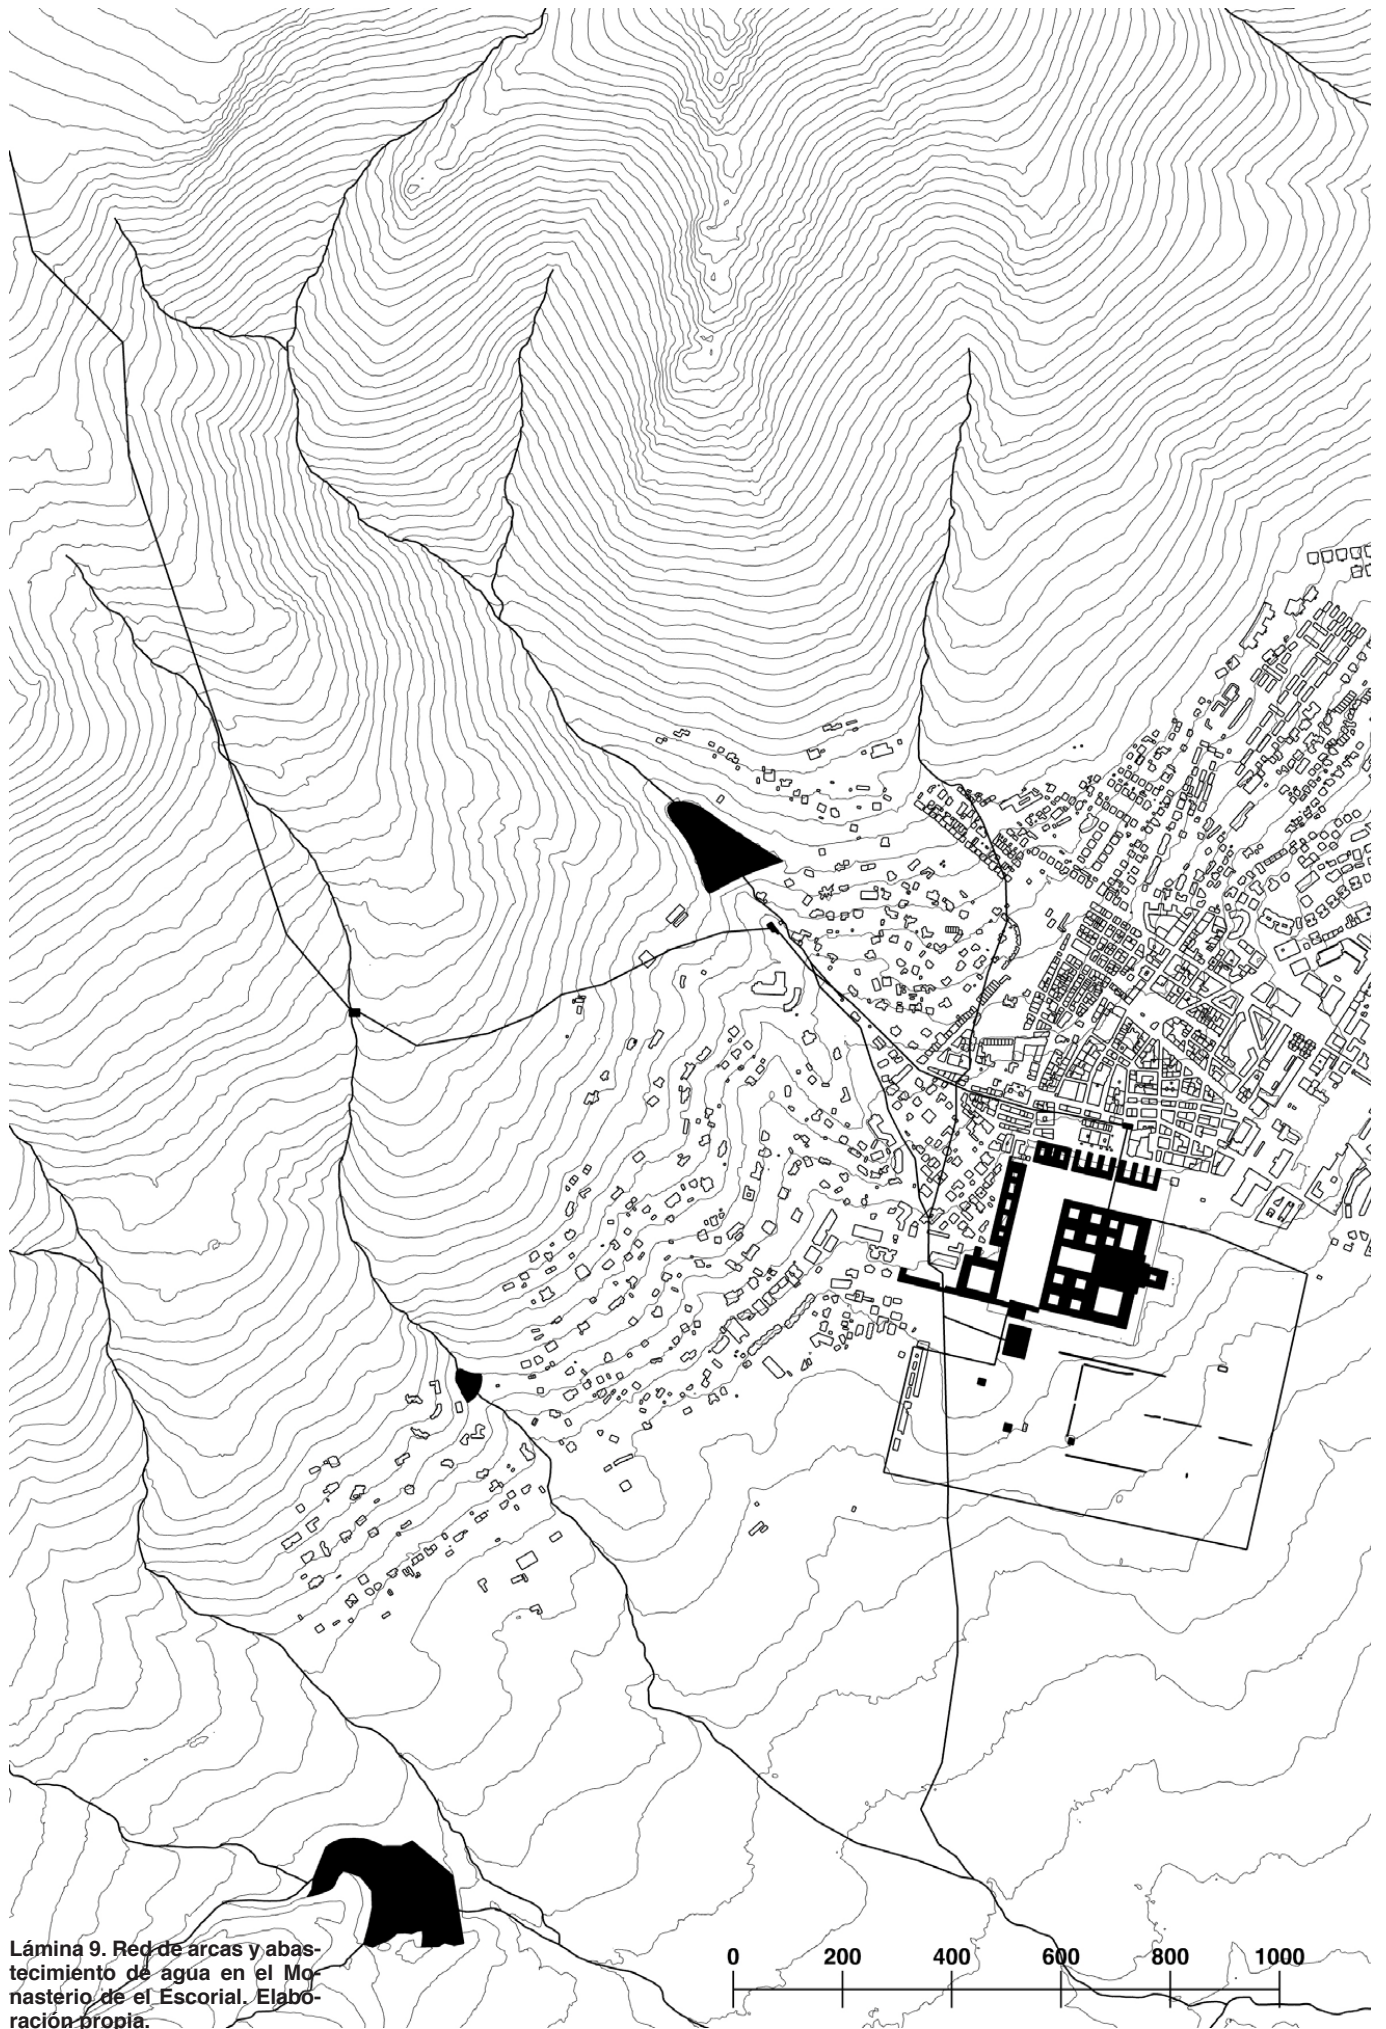 Lámina 9. Red de arcas y abas-
tecimiento de agua en el Mo-
nasterio de el Escorial. Elabo-
ración propia.
0 200 400 600 800 1000